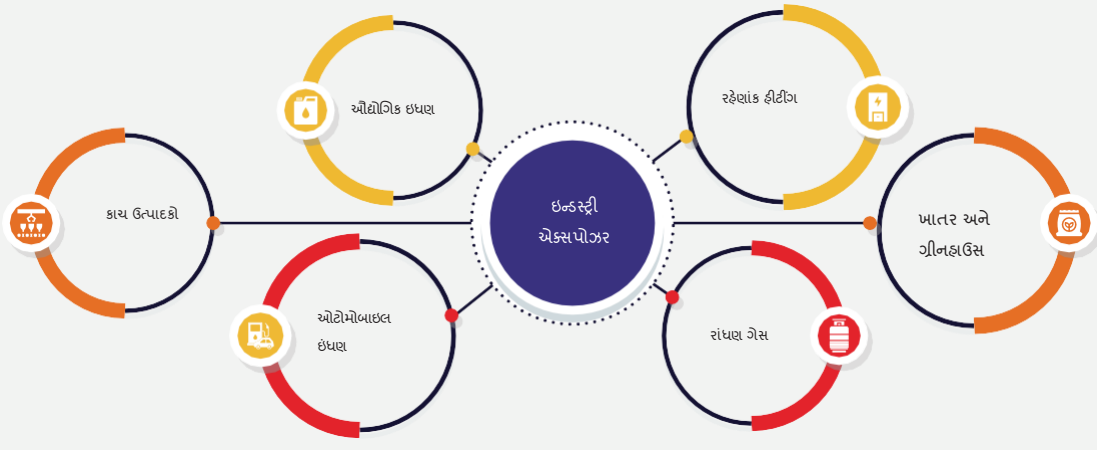 ઔદ્યોગિક ઇધણ
રહેણાંક હીટીંગ
કાચ ઉત્પાદકો
ઇન્ડસ્ટ્રી
એક્સપોઝર
ખાતર અને
ગ્રીનહાઉસ
ઓટોમોબાઇલ
ઇંધણ
રાંધણ ગેસ